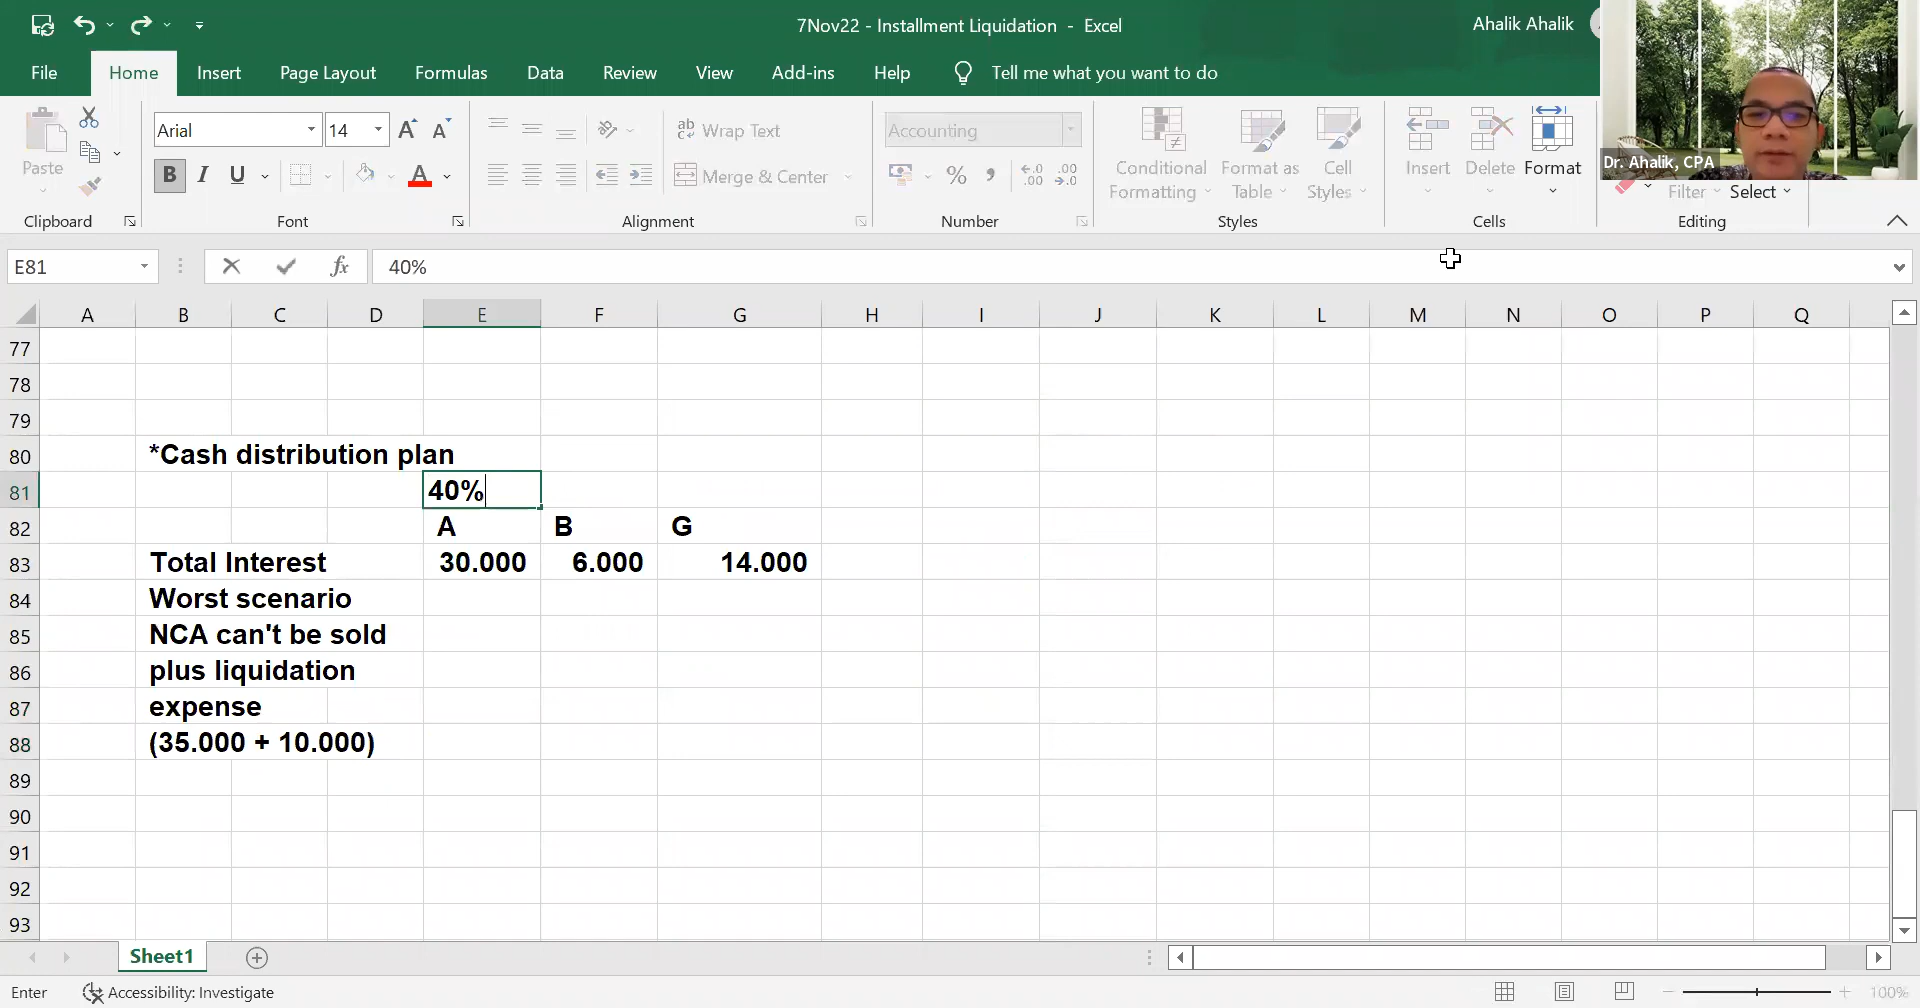 7Nov22 - Installment Liquidation - Excel
Ahalik Ahalik
File Home Insert Page Layout Formulas Data Review View Add-ins Help Tell me what you want to do
Arial 14 A A
Wrap Text
Accounting
Paste
B I U A
Merge & Center
% ,
←.0 .00
.00 →.0
Conditional Formatting
Format as Table
Cell Styles
Insert
Delete
Format
Dr. Ahalik, CPA
Filter
Select
Clipboard Font Alignment Number Styles Cells Editing
E81 fx 40%
A B C D E F G H I J K L M N O P Q
77
78
79
80 *Cash distribution plan
81 40%
82 A B G
83 Total Interest 30.000 6.000 14.000
84 Worst scenario
85 NCA can't be sold
86 plus liquidation
87 expense
88 (35.000 + 10.000)
89
90
91
92
93
Sheet1
Enter Accessibility: Investigate 100%